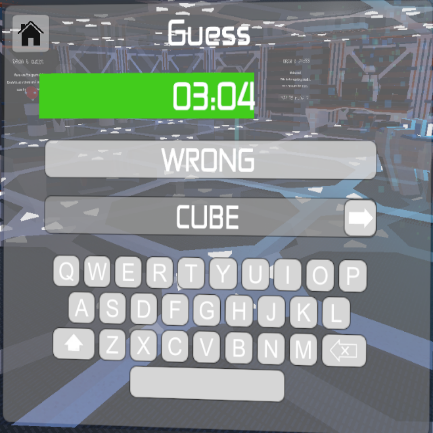 Guess
03:04
WRONG
CUBE
Q W E R T Y U I O P
A S D F G H J K L
Z X C V B N M